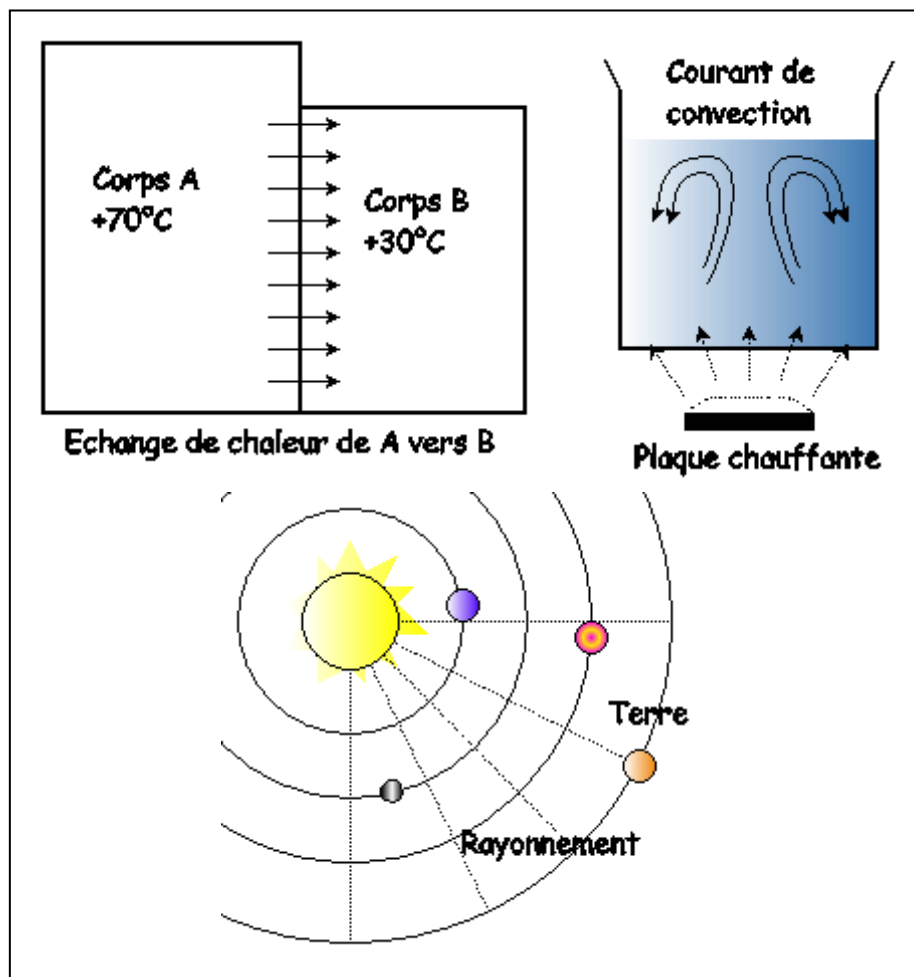 Corps A
+70°C
Corps B
+30°C
Echange de chaleur de A vers B
Courant de
convection
Plaque chauffante
Terre
Rayonnement